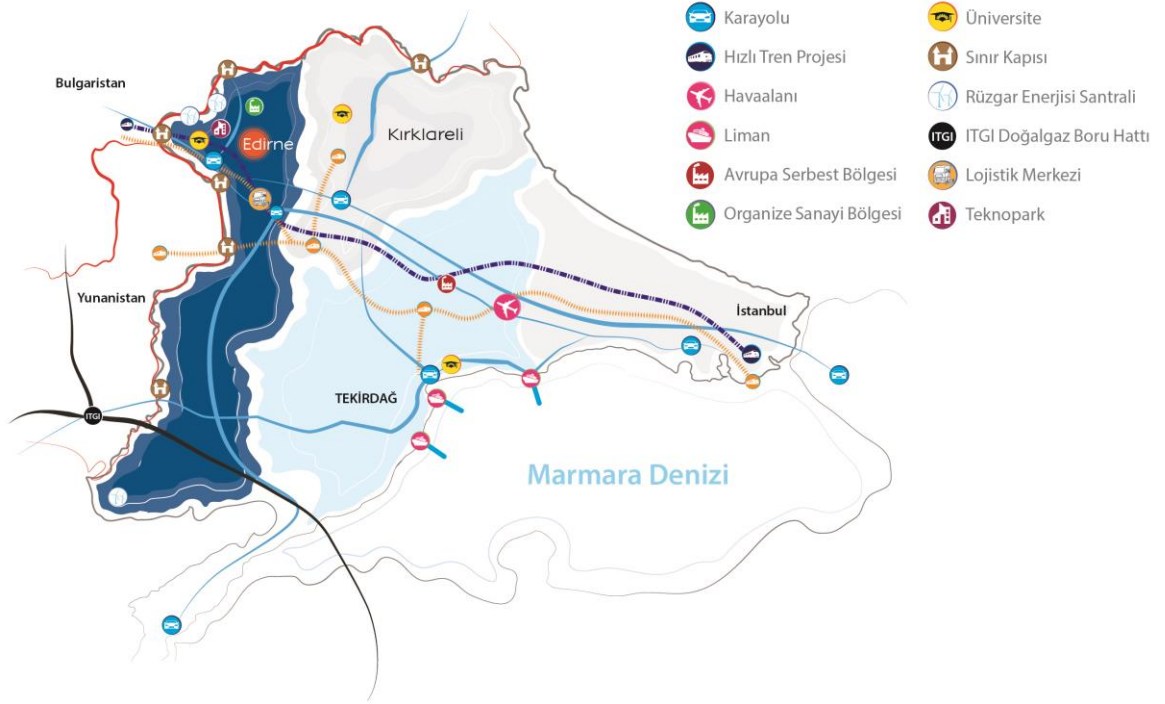 Karayolu
Hızlı Tren Projesi
Havaalanı
Liman
Avrupa Serbest Bölgesi
Organize Sanayi Bölgesi
Üniversite
Sınır Kapısı
Rüzgar Enerjisi Santrali
ITGI
ITGI Doğalgaz Boru Hattı
Lojistik Merkezi
Teknopark
Bulgaristan
Kırklareli
Edirne
Yunanistan
İstanbul
TEKİRDAĞ
ITGI
Marmara Denizi